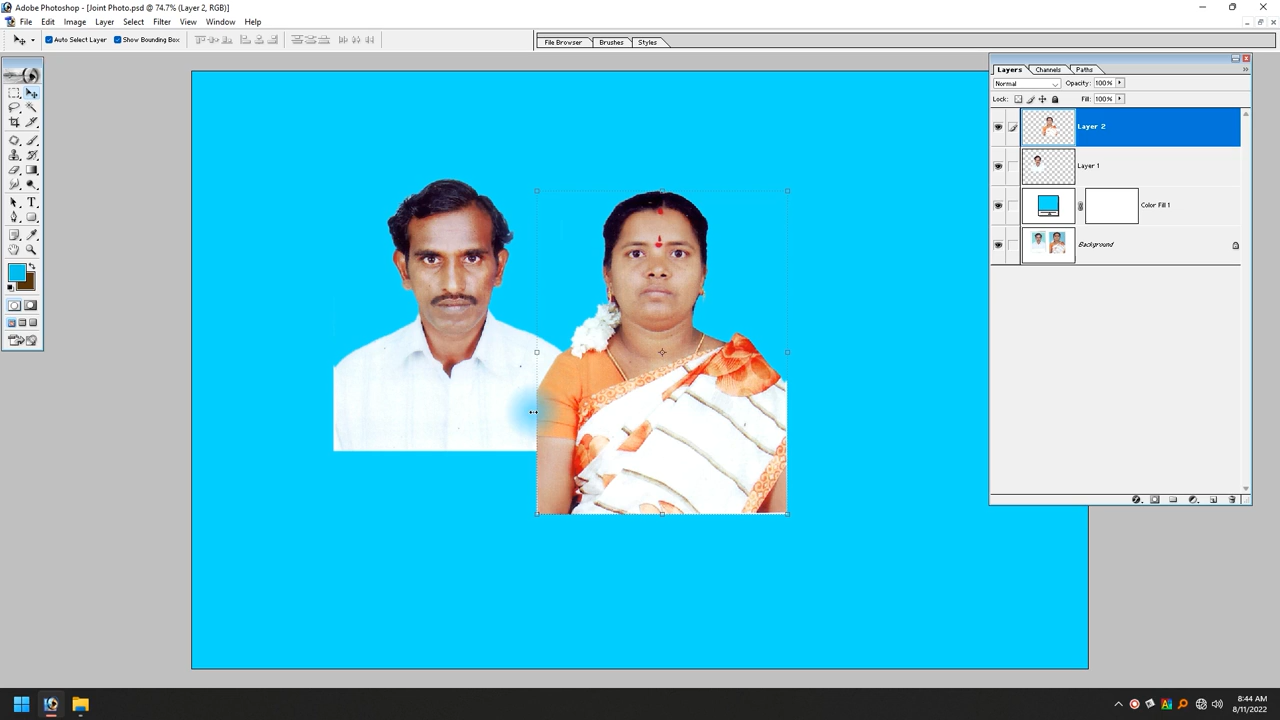 Adobe Photoshop - [Joint Photo.psd @ 74.7% (Layer 2, RGB)]
File Edit Image Layer Select Filter View Window Help
Auto Select Layer Show Bounding Box File Browser Brushes Styles
Layers Channels Paths
Normal Opacity: 100%
Lock: Fill: 100%
Layer 2
Layer 1
Color Fill 1
Background
8:44 AM
8/11/2022